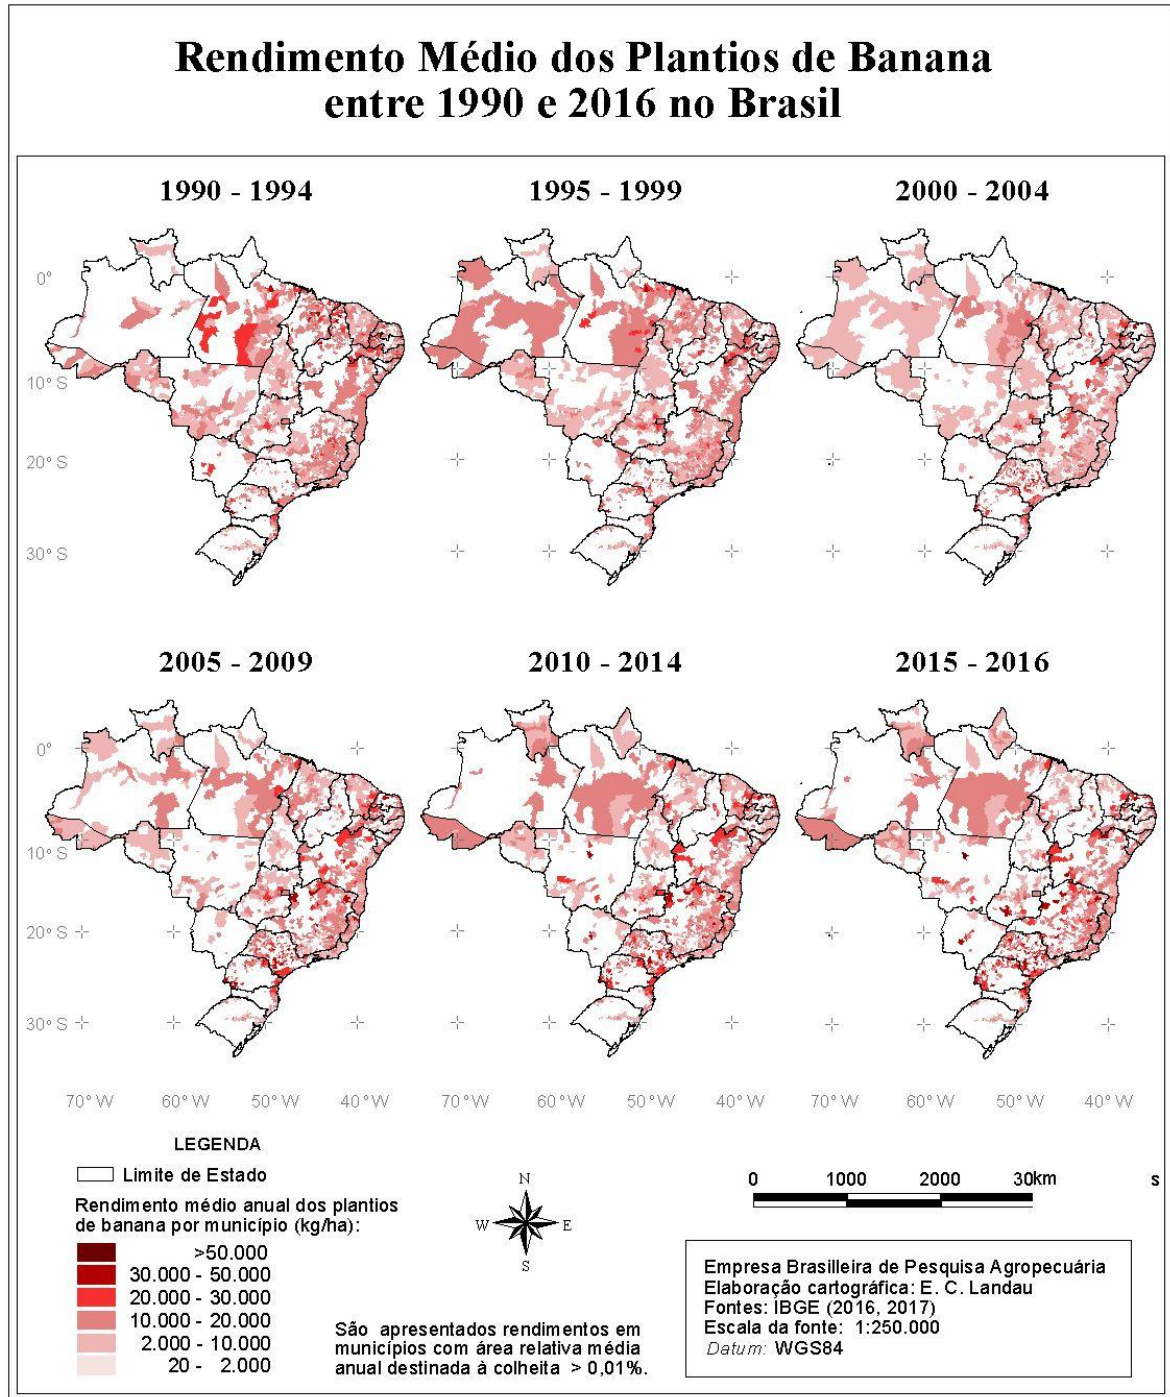 Rendimento Médio dos Plantios de Banana
entre 1990 e 2016 no Brasil
1990 - 1994
1995 - 1999
2000 - 2004
0°
10° S
20° S
30° S
2005 - 2009
2010 - 2014
2015 - 2016
0°
10° S
20° S
30° S
70° W 60° W 50° W 40° W 70° W 60° W 50° W 40° W 70° W 60° W 50° W 40° W
LEGENDA
Limite de Estado
Rendimento médio anual dos plantios
de banana por município (kg/ha):
>50.000
30.000 - 50.000
20.000 - 30.000
10.000 - 20.000
2.000 - 10.000
20 - 2.000
N
W E
S
São apresentados rendimentos em
municípios com área relativa média
anual destinada à colheita > 0,01%.
0 1000 2000 30km s
Empresa Brasilleira de Pesquisa Agropecuária
Elaboração cartográfica: E. C. Landau
Fontes: IBGE (2016, 2017)
Escala da fonte: 1:250.000
Datum: WGS84